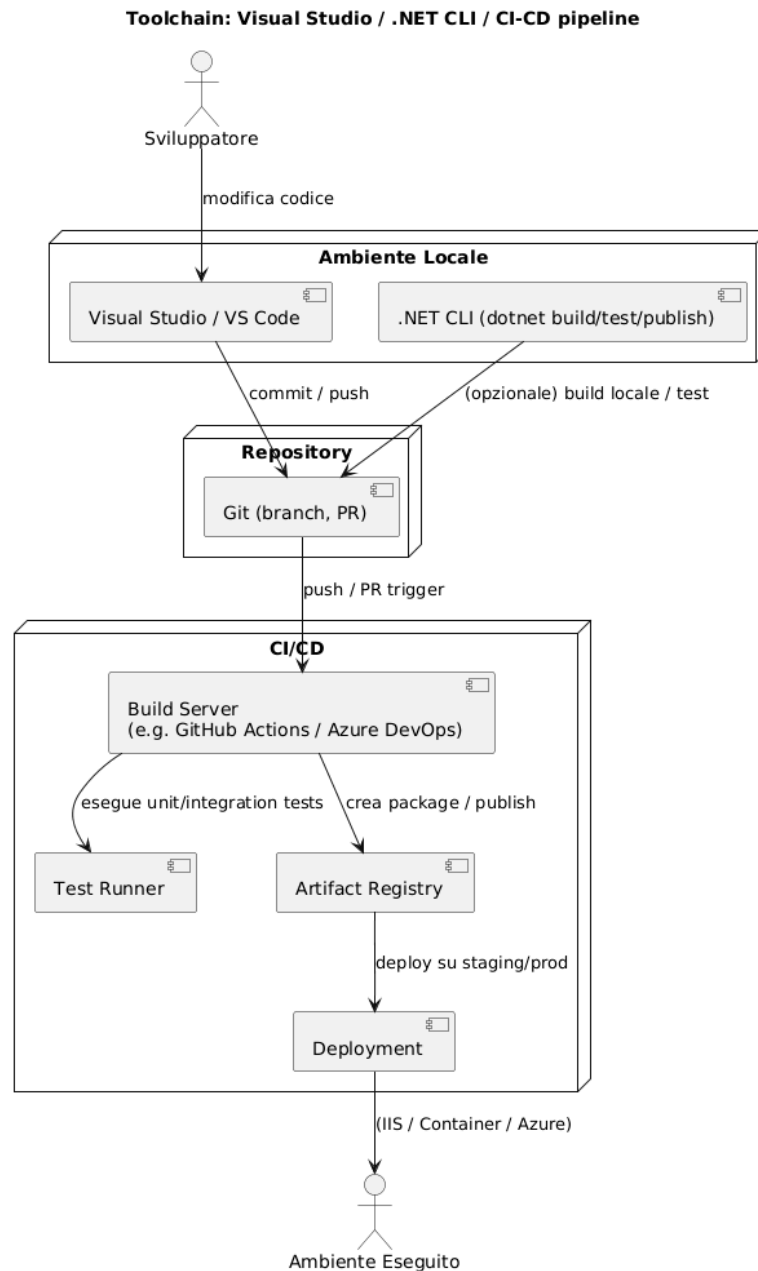 Toolchain: Visual Studio / .NET CLI / CI-CD pipeline
Sviluppatore
modifica codice
Ambiente Locale
Visual Studio / VS Code
.NET CLI (dotnet build/test/publish)
commit / push
(opzionale) build locale / test
Repository
Git (branch, PR)
push / PR trigger
CI/CD
Build Server
(e.g. GitHub Actions / Azure DevOps)
esegue unit/integration tests
crea package / publish
Test Runner
Artifact Registry
deploy su staging/prod
Deployment
(IIS / Container / Azure)
Ambiente Eseguito